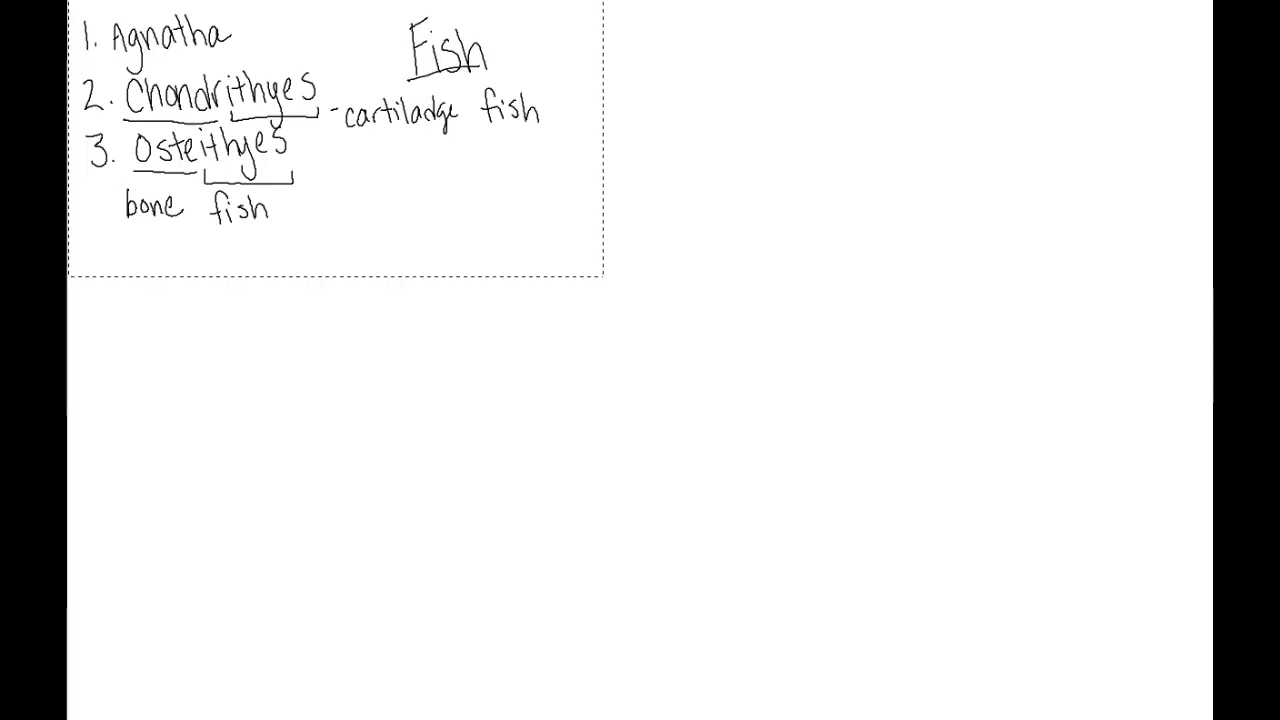 Fish
1. Agnatha
2. Chondrithyes - cartiladge fish
3. Osteithyes
bone fish